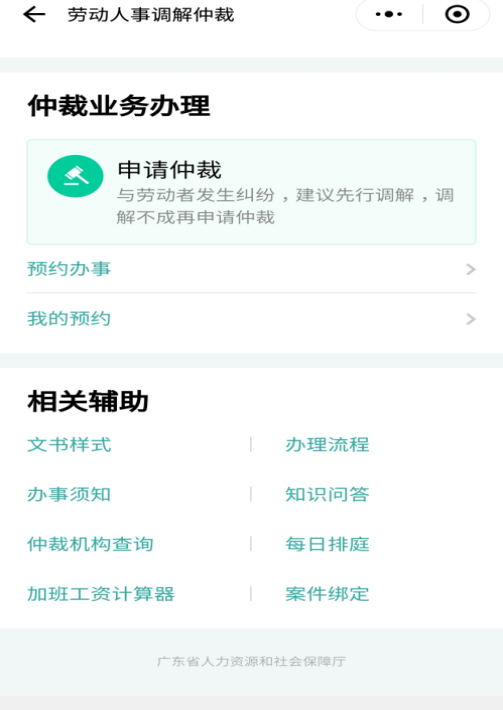 劳动人事调解仲裁
仲裁业务办理
申请仲裁
与劳动者发生纠纷，建议先行调解，调
解不成再申请仲裁
预约办事
我的预约
相关辅助
文书样式
办理流程
办事须知
知识问答
仲裁机构查询
每日排庭
加班工资计算器
案件绑定
广东省人力资源和社会保障厅